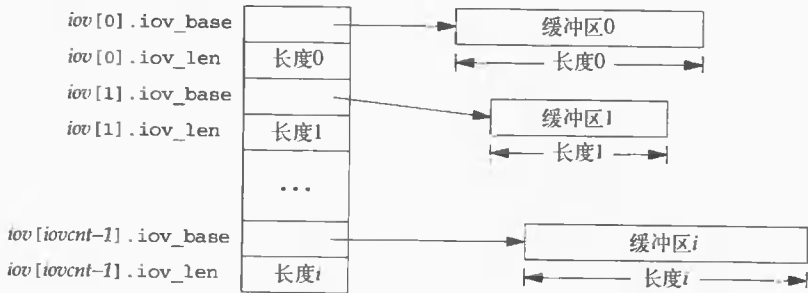 iov[0].iov_base
缓冲区0
iov[0].iov_len
长度0
长度0
iov[1].iov_base
缓冲区1
iov[1].iov_len
长度1
长度1
...
iov[iovcnt-1].iov_base
缓冲区i
iov[iovcnt-1].iov_len
长度i
长度i